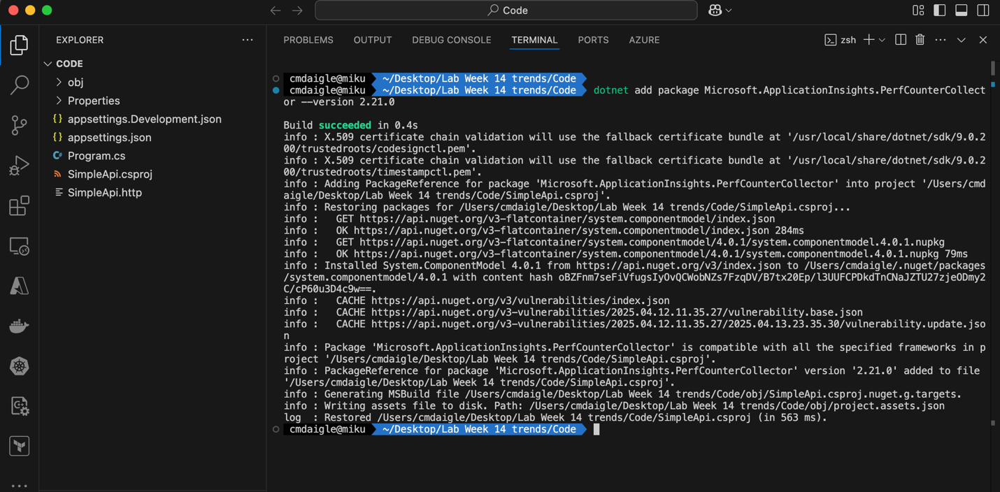 Code
EXPLORER
CODE
obj
Properties
{} appsettings.Development.json
{} appsettings.json
C# Program.cs
SimpleApi.csproj
SimpleApi.http
PROBLEMS OUTPUT DEBUG CONSOLE TERMINAL PORTS AZURE
zsh
cmdaigle@miku ~/Desktop/Lab Week 14 trends/Code
cmdaigle@miku ~/Desktop/Lab Week 14 trends/Code dotnet add package Microsoft.ApplicationInsights.PerfCounterCollect
or --version 2.21.0
Build succeeded in 0.4s
info : X.509 certificate chain validation will use the fallback certificate bundle at '/usr/local/share/dotnet/sdk/9.0.2
00/trustedroots/codesignctl.pem'.
info : X.509 certificate chain validation will use the fallback certificate bundle at '/usr/local/share/dotnet/sdk/9.0.2
00/trustedroots/timestampctl.pem'.
info : Adding PackageReference for package 'Microsoft.ApplicationInsights.PerfCounterCollector' into project '/Users/cmd
aigle/Desktop/Lab Week 14 trends/Code/SimpleApi.csproj'.
info : Restoring packages for /Users/cmdaigle/Desktop/Lab Week 14 trends/Code/SimpleApi.csproj...
info :   GET https://api.nuget.org/v3-flatcontainer/system.componentmodel/index.json
info :   OK https://api.nuget.org/v3-flatcontainer/system.componentmodel/index.json 284ms
info :   GET https://api.nuget.org/v3-flatcontainer/system.componentmodel/4.0.1/system.componentmodel.4.0.1.nupkg
info :   OK https://api.nuget.org/v3-flatcontainer/system.componentmodel/4.0.1/system.componentmodel.4.0.1.nupkg 79ms
info : Installed System.ComponentModel 4.0.1 from https://api.nuget.org/v3/index.json to /Users/cmdaigle/.nuget/packages
/system.componentmodel/4.0.1 with content hash oBZFnm7seFiVfugsIyOvQCWobNZs7FzqDV/B7tx20Ep/l3UUFCPDkdTnCNaJZTU27zjeODmy2
C/cP60u3D4c9w==.
info :   CACHE https://api.nuget.org/v3/vulnerabilities/index.json
info :   CACHE https://api.nuget.org/v3-vulnerabilities/2025.04.12.11.35.27/vulnerability.base.json
info :   CACHE https://api.nuget.org/v3-vulnerabilities/2025.04.12.11.35.27/2025.04.13.23.35.30/vulnerability.update.jso
n
info : Package 'Microsoft.ApplicationInsights.PerfCounterCollector' is compatible with all the specified frameworks in p
roject '/Users/cmdaigle/Desktop/Lab Week 14 trends/Code/SimpleApi.csproj'.
info : PackageReference for package 'Microsoft.ApplicationInsights.PerfCounterCollector' version '2.21.0' added to file
'/Users/cmdaigle/Desktop/Lab Week 14 trends/Code/SimpleApi.csproj'.
info : Generating MSBuild file /Users/cmdaigle/Desktop/Lab Week 14 trends/Code/obj/SimpleApi.csproj.nuget.g.targets.
info : Writing assets file to disk. Path: /Users/cmdaigle/Desktop/Lab Week 14 trends/Code/obj/project.assets.json
log  : Restored /Users/cmdaigle/Desktop/Lab Week 14 trends/Code/SimpleApi.csproj (in 563 ms).
cmdaigle@miku ~/Desktop/Lab Week 14 trends/Code